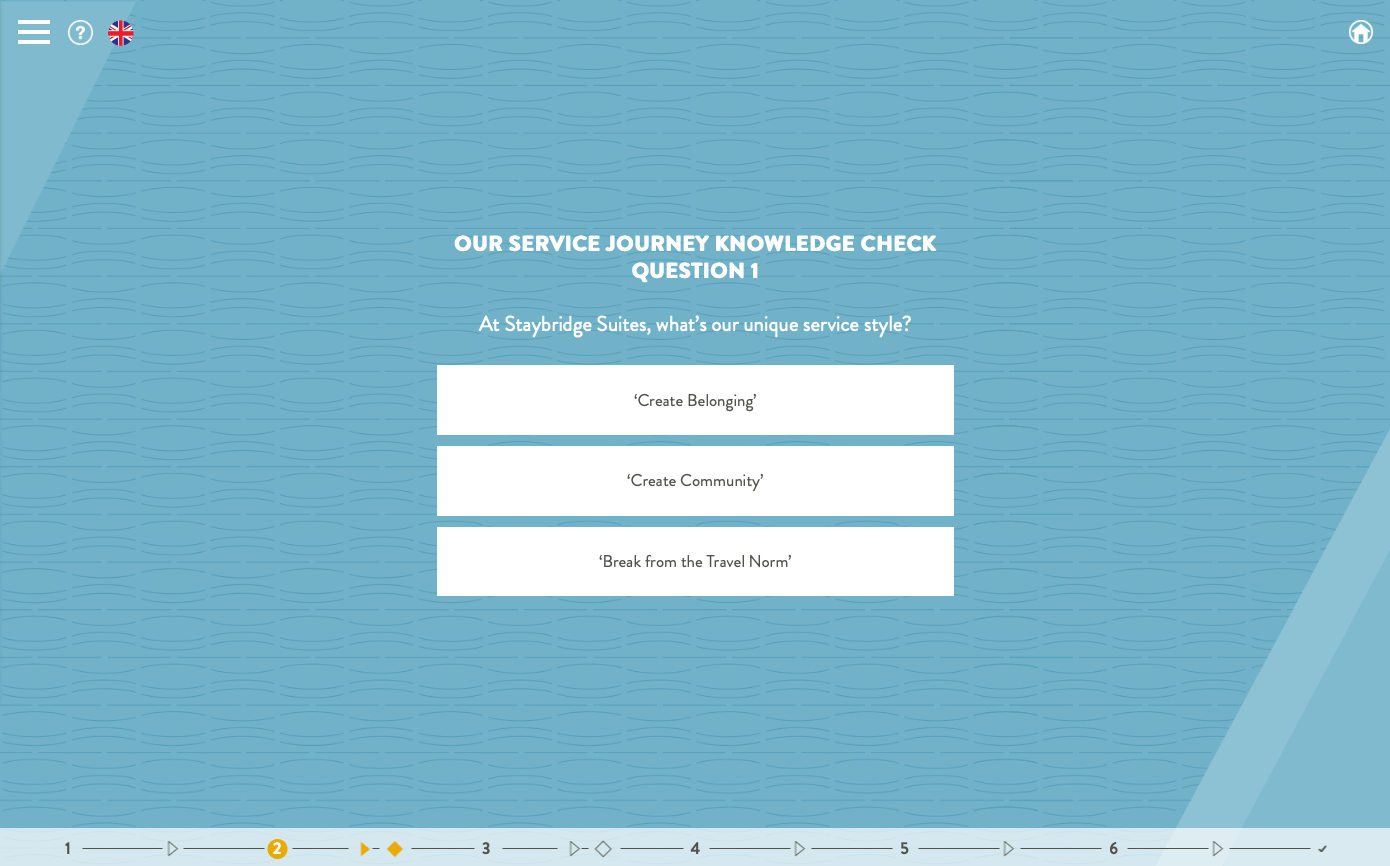 ?
OUR SERVICE JOURNEY KNOWLEDGE CHECK
QUESTION 1
At Staybridge Suites, what’s our unique service style?
‘Create Belonging’
‘Create Community’
‘Break from the Travel Norm’
1 2 3 4 5 6